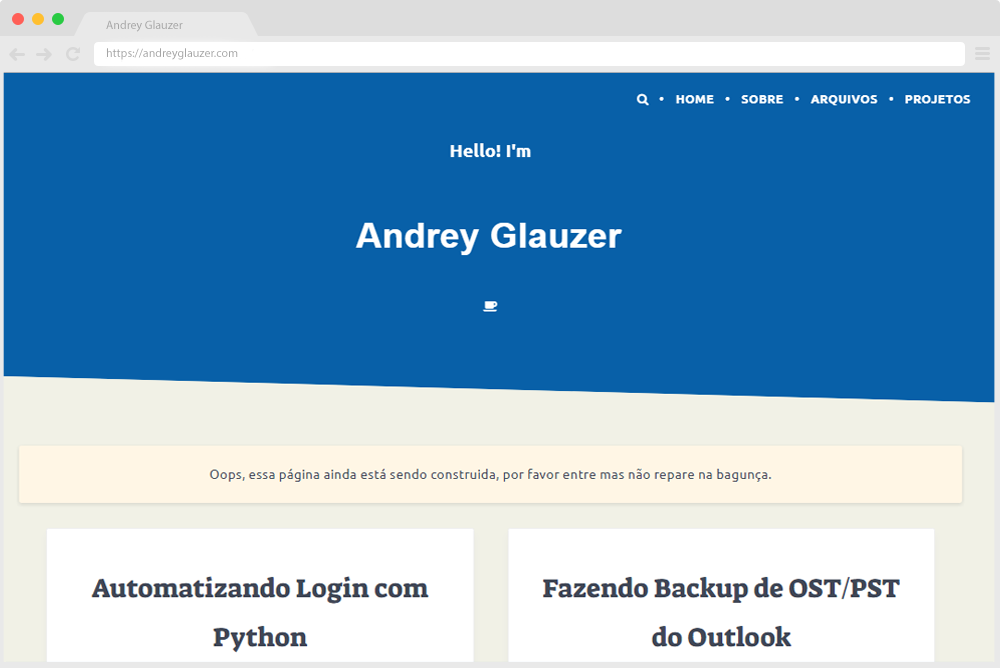 Andrey Glauzer
https://andreyglauzer.com
HOME • SOBRE • ARQUIVOS • PROJETOS
Hello! I'm
Andrey Glauzer
Oops, essa página ainda está sendo construida, por favor entre mas não repare na bagunça.
Automatizando Login com
Python
Fazendo Backup de OST/PST
do Outlook